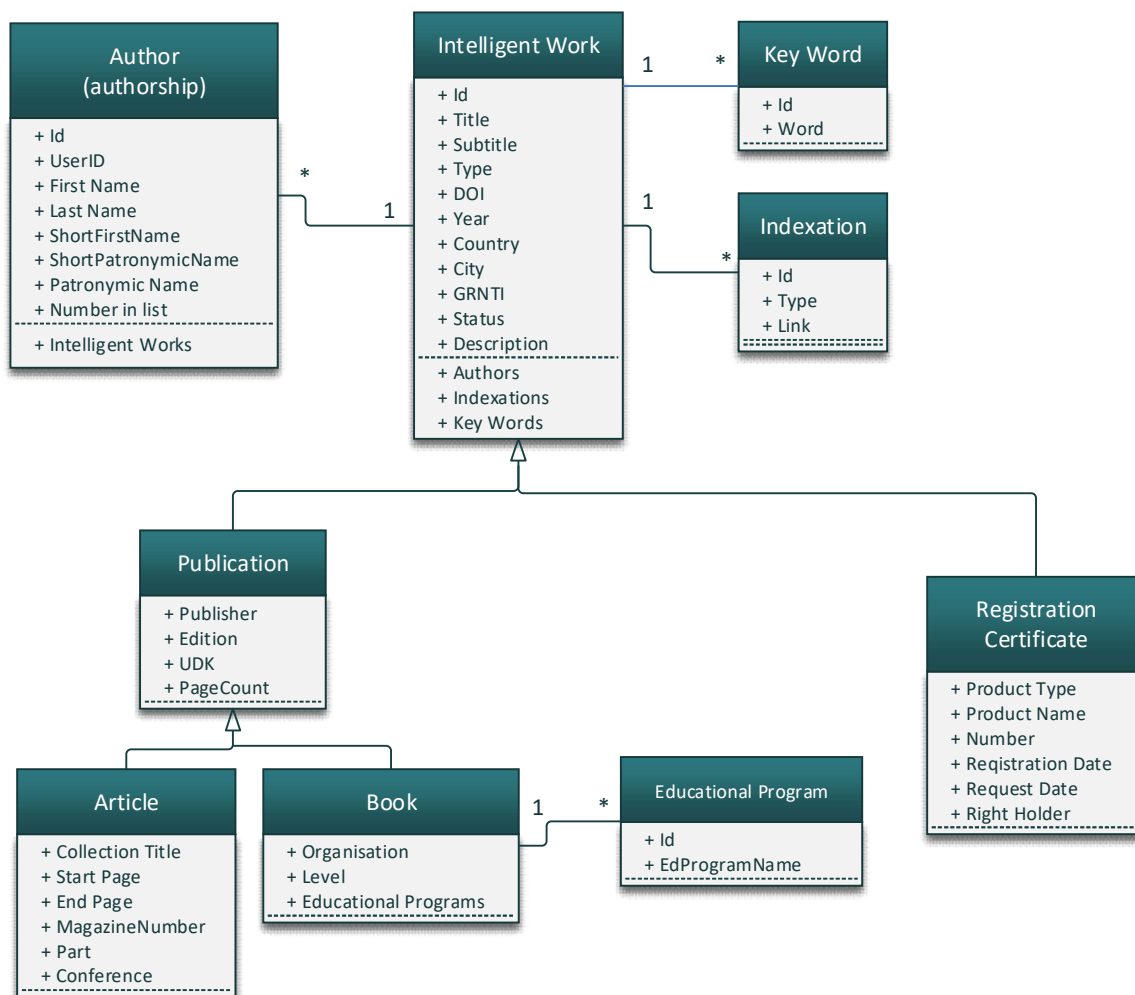 Author
(authorship)
+ Id
+ UserID
+ First Name
+ Last Name
+ ShortFirstName
+ ShortPatronymicName
+ Patronymic Name
+ Number in list
+ Intelligent Works
*
1
Intelligent Work
+ Id
+ Title
+ Subtitle
+ Type
+ DOI
+ Year
+ Country
+ City
+ GRNTI
+ Status
+ Description
+ Authors
+ Indexations
+ Key Words
1
*
Key Word
+ Id
+ Word
1
*
Indexation
+ Id
+ Type
+ Link
Publication
+ Publisher
+ Edition
+ UDK
+ PageCount
Registration
Certificate
+ Product Type
+ Product Name
+ Number
+ Reqistration Date
+ Request Date
+ Right Holder
Article
+ Collection Title
+ Start Page
+ End Page
+ MagazineNumber
+ Part
+ Conference
Book
+ Organisation
+ Level
+ Educational Programs
1
*
Educational Program
+ Id
+ EdProgramName